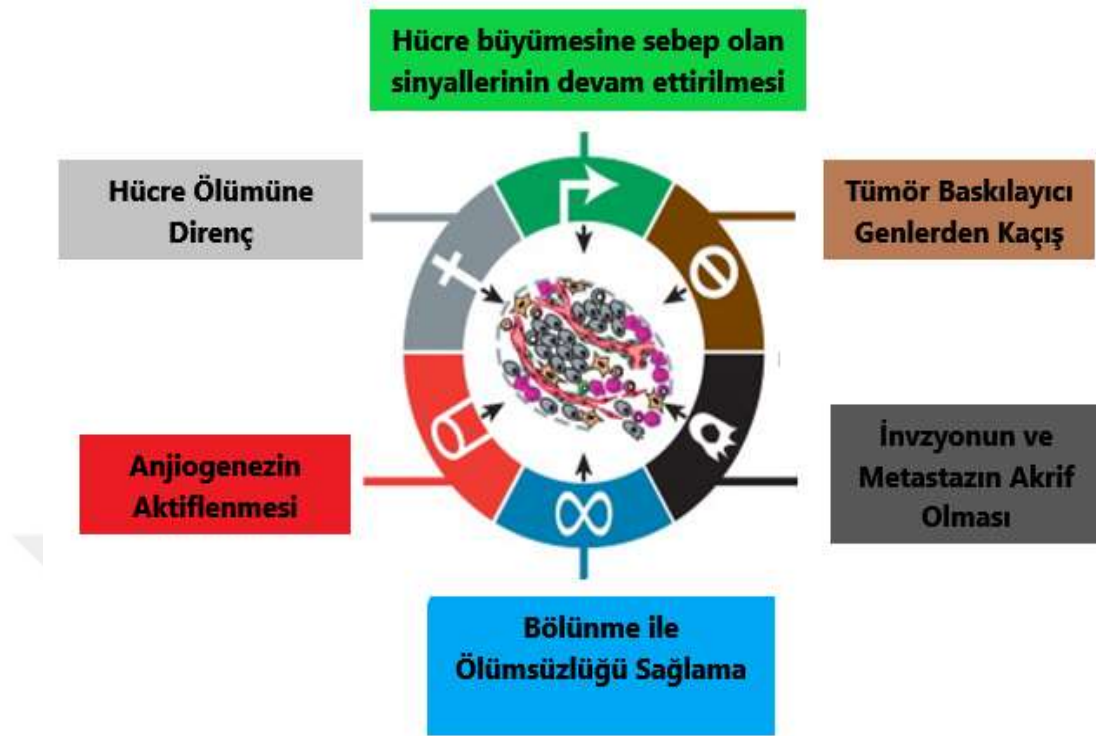 Hücre büyümesine sebep olan
sinyallerinin devam ettirilmesi
Hücre Ölümüne
Direnç
Tümör Baskılayıcı
Genlerden Kaçış
Anjiogenezin
Aktiflenmesi
İnvzyonun ve
Metastazın Akrif
Olması
Bölünme ile
Ölümsüzlüğü Sağlama